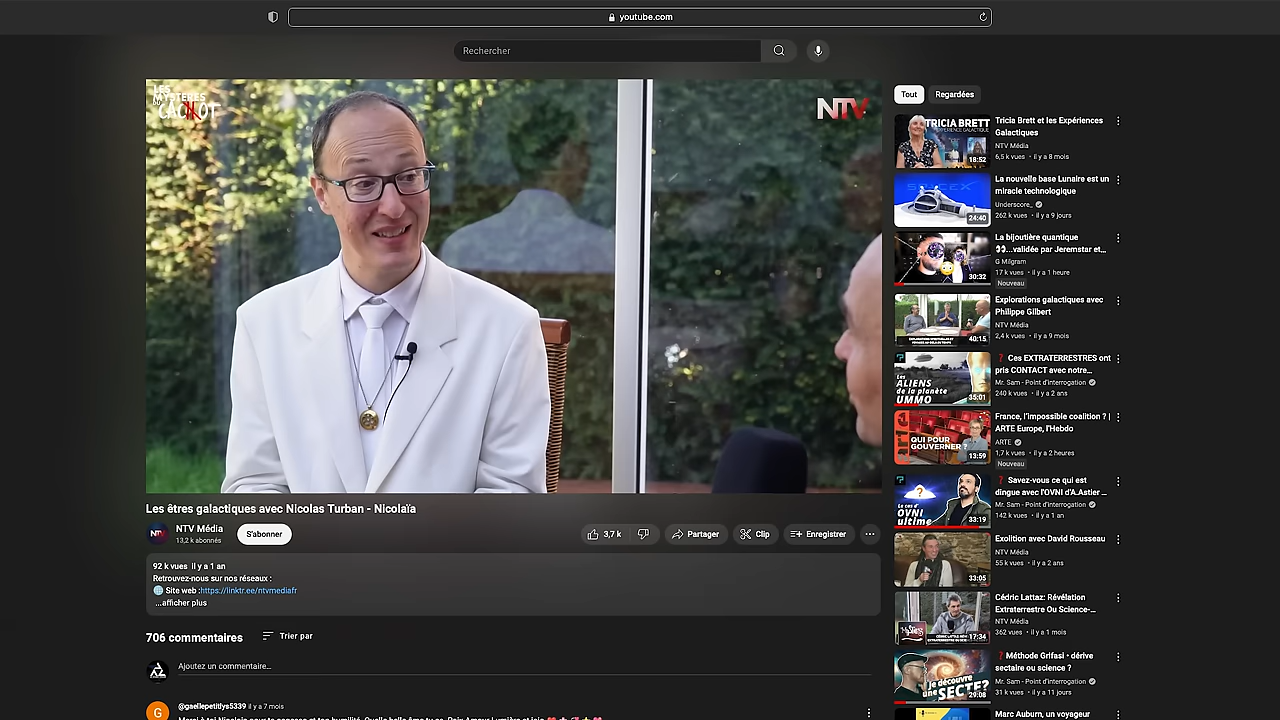 youtube.com
Rechercher
LES
MYSTÈRES
DU
CACHOT
NTV
Les êtres galactiques avec Nicolas Turban - Nicolaïa
NTV Média
13,2 k abonnés
S'abonner
3,7 k
Partager
Clip
Enregistrer
92 k vues il y a 1 an
Retrouvez-nous sur nos réseaux :
Site web :https://linktr.ee/ntvmediafr
...afficher plus
706 commentaires
Trier par
Ajoutez un commentaire...
G
@gaellepetitlys5339 il y a 7 mois
Tout
Regardées
TRICIA BRETT
EXPERIENCE GALACTIQUE
18:52
Tricia Brett et les Expériences
Galactiques
NTV Média
6,5 k vues • il y a 8 mois
SPACEX
24:40
La nouvelle base Lunaire est un
miracle technologique
Underscore_
262 k vues • il y a 9 jours
30:32
La bijoutière quantique
👀...validée par Jeremstar et...
G Milgram
17 k vues • il y a 1 heure
Nouveau
40:15
Explorations galactiques avec
Philippe Gilbert
NTV Média
2,4 k vues • il y a 9 mois
Les
ALIENS
de la planète
UMMO
35:01
❓ Ces EXTRATERRESTRES ont
pris CONTACT avec notre...
Mr. Sam - Point d'interrogation
240 k vues • il y a 2 ans
arte
QUI POUR
GOUVERNER ?
13:59
France, l'impossible coalition ? |
ARTE Europe, l'Hebdo
ARTE
1,7 k vues • il y a 2 heures
Nouveau
Le cas d'
OVNI
ultime
33:19
❓ Savez-vous ce qui est
dingue avec l'OVNI d'A.Astier ...
Mr. Sam - Point d'interrogation
142 k vues • il y a 1 an
33:05
Exolition avec David Rousseau
NTV Média
55 k vues • il y a 2 ans
17:34
Cédric Lattaz: Révélation
Extraterrestre Ou Science-...
NTV Média
362 vues • il y a 1 mois
Je découvre
une SECTE?
29:08
❓Méthode Grifasi • dérive
sectaire ou science ?
Mr. Sam - Point d'interrogation
31 k vues • il y a 11 jours
Marc Auburn, un voyageur